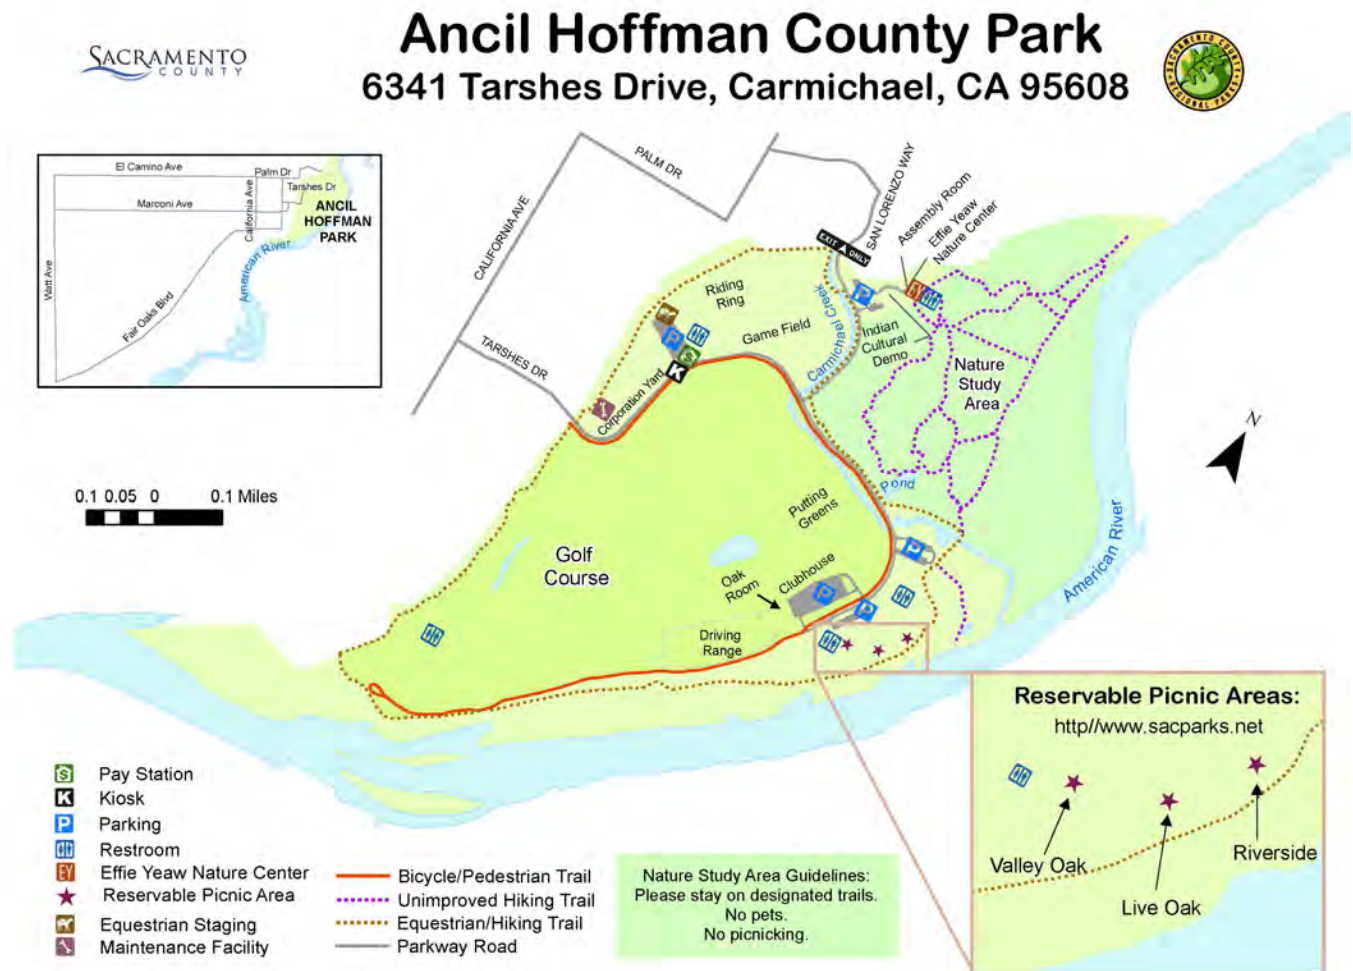 Ancil Hoffman County Park
6341 Tarshes Drive, Carmichael, CA 95608
SACRAMENTO
COUNTY
SACRAMENTO COUNTY
REGIONAL PARKS
El Camino Ave
Palm Dr
Tarshes Dr
California Ave
Marconi Ave
ANCIL
HOFFMAN
PARK
Watt Ave
Fair Oaks Blvd
American River
PALM DR
CALIFORNIA AVE
TARSHES DR
SAN LORENZO WAY
EXIT ONLY
Assembly Room
Effie Yeaw
Nature Center
EY
Riding
Ring
Game Field
Carmichael Creek
P
Indian
Cultural
Demo
Nature
Study
Area
P
$
K
Corporation Yard
N
0.1 0.05 0 0.1 Miles
Pond
Putting
Greens
American River
Golf
Course
Oak
Room
Clubhouse
P
P
P
Driving
Range
Reservable Picnic Areas:
http//www.sacparks.net
Valley Oak
Live Oak
Riverside
$ Pay Station
K Kiosk
P Parking
Restroom
EY Effie Yeaw Nature Center
Reservable Picnic Area
Equestrian Staging
Maintenance Facility
Bicycle/Pedestrian Trail
Unimproved Hiking Trail
Equestrian/Hiking Trail
Parkway Road
Nature Study Area Guidelines:
Please stay on designated trails.
No pets.
No picnicking.